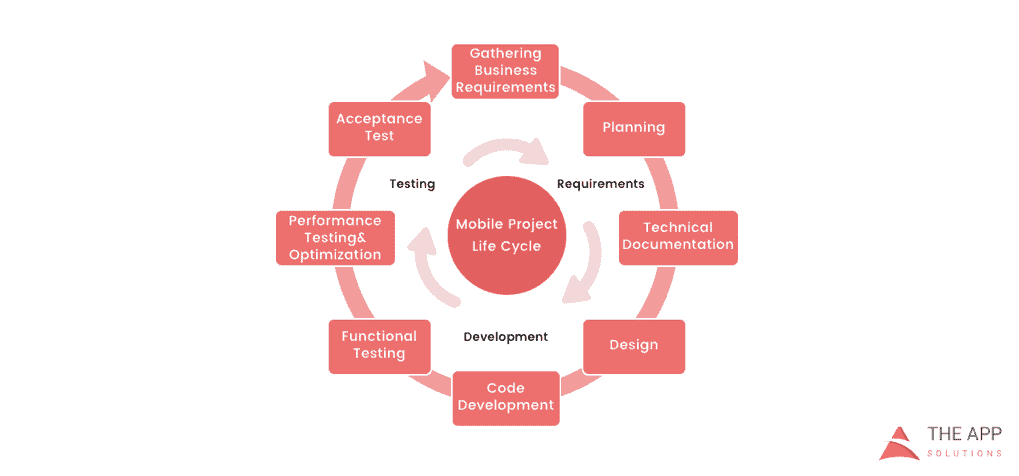 Gathering
Business
Requirements
Planning
Technical
Documentation
Design
Code
Development
Functional
Testing
Performance
Testing&
Optimization
Acceptance
Test
Testing
Requirements
Development
Mobile Project
Life Cycle
THE APP
SOLUTIONS